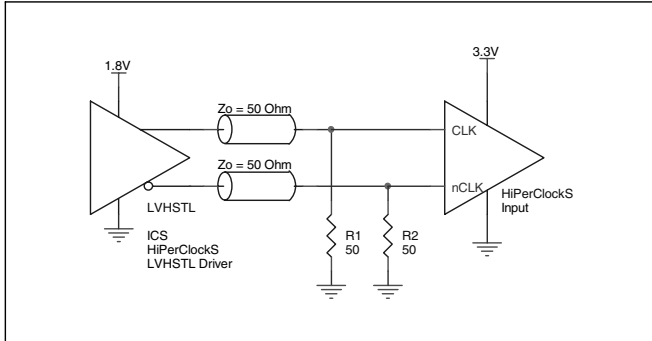 1.8V
3.3V
Zo = 50 Ohm
CLK
Zo = 50 Ohm
nCLK
HiPerClockS
Input
LVHSTL
ICS
HiPerClockS
LVHSTL Driver
R1
50
R2
50